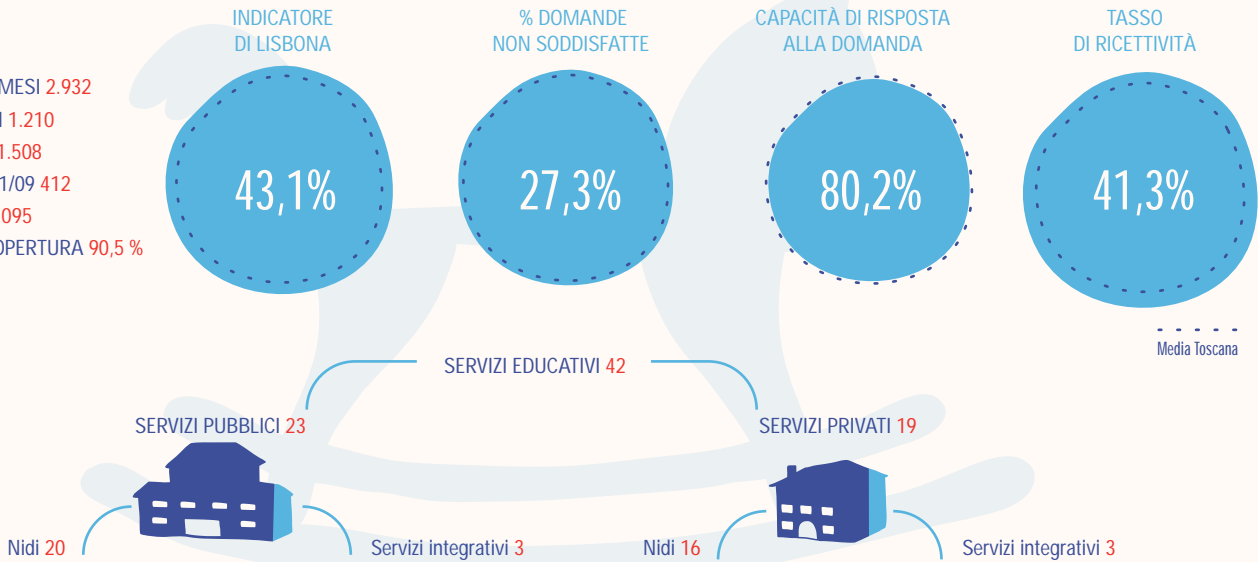 INDICATORE
DI LISBONA
% DOMANDE
NON SODDISFATTE
CAPACITÀ DI RISPOSTA
ALLA DOMANDA
TASSO
DI RICETTIVITÀ
MESI 2.932
1.210
1.508
1/09 412
095
OPERTURA 90,5 %
43,1%
27,3%
80,2%
41,3%
Media Toscana
SERVIZI EDUCATIVI 42
SERVIZI PUBBLICI 23
SERVIZI PRIVATI 19
Nidi 20
Servizi integrativi 3
Nidi 16
Servizi integrativi 3